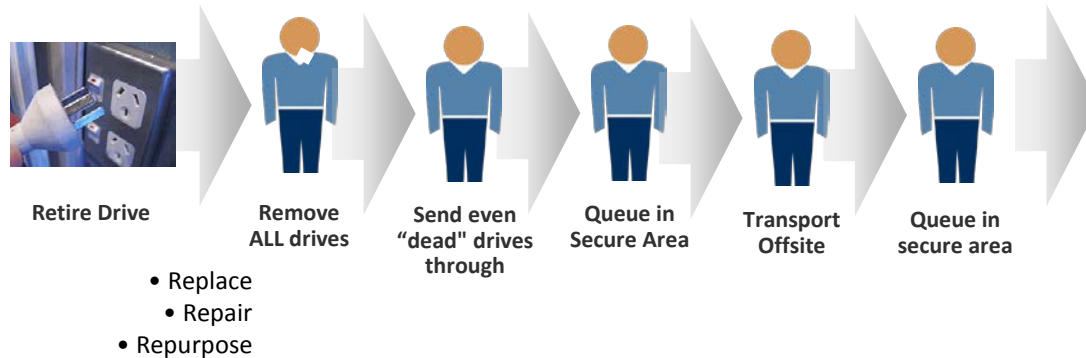 Retire Drive
Remove
ALL drives
Send even
“dead" drives
through
Queue in
Secure Area
Transport
Offsite
Queue in
secure area
• Replace
• Repair
• Repurpose